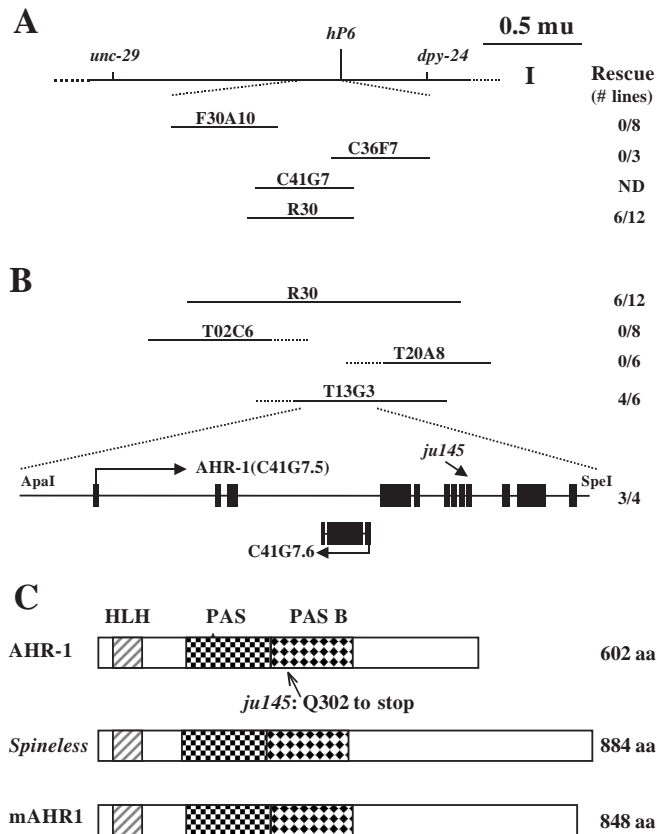 A
0.5 mu
hP6
unc-29
dpy-24
I
Rescue
(# lines)
F30A10
0/8
C36F7
0/3
C41G7
ND
R30
6/12
B
R30
6/12
T02C6
0/8
T20A8
0/6
T13G3
4/6
ju145
ApaI
AHR-1(C41G7.5)
SpeI
3/4
C41G7.6
C
HLH
PAS
PAS B
AHR-1
602 aa
ju145: Q302 to stop
Spineless
884 aa
mAHR1
848 aa